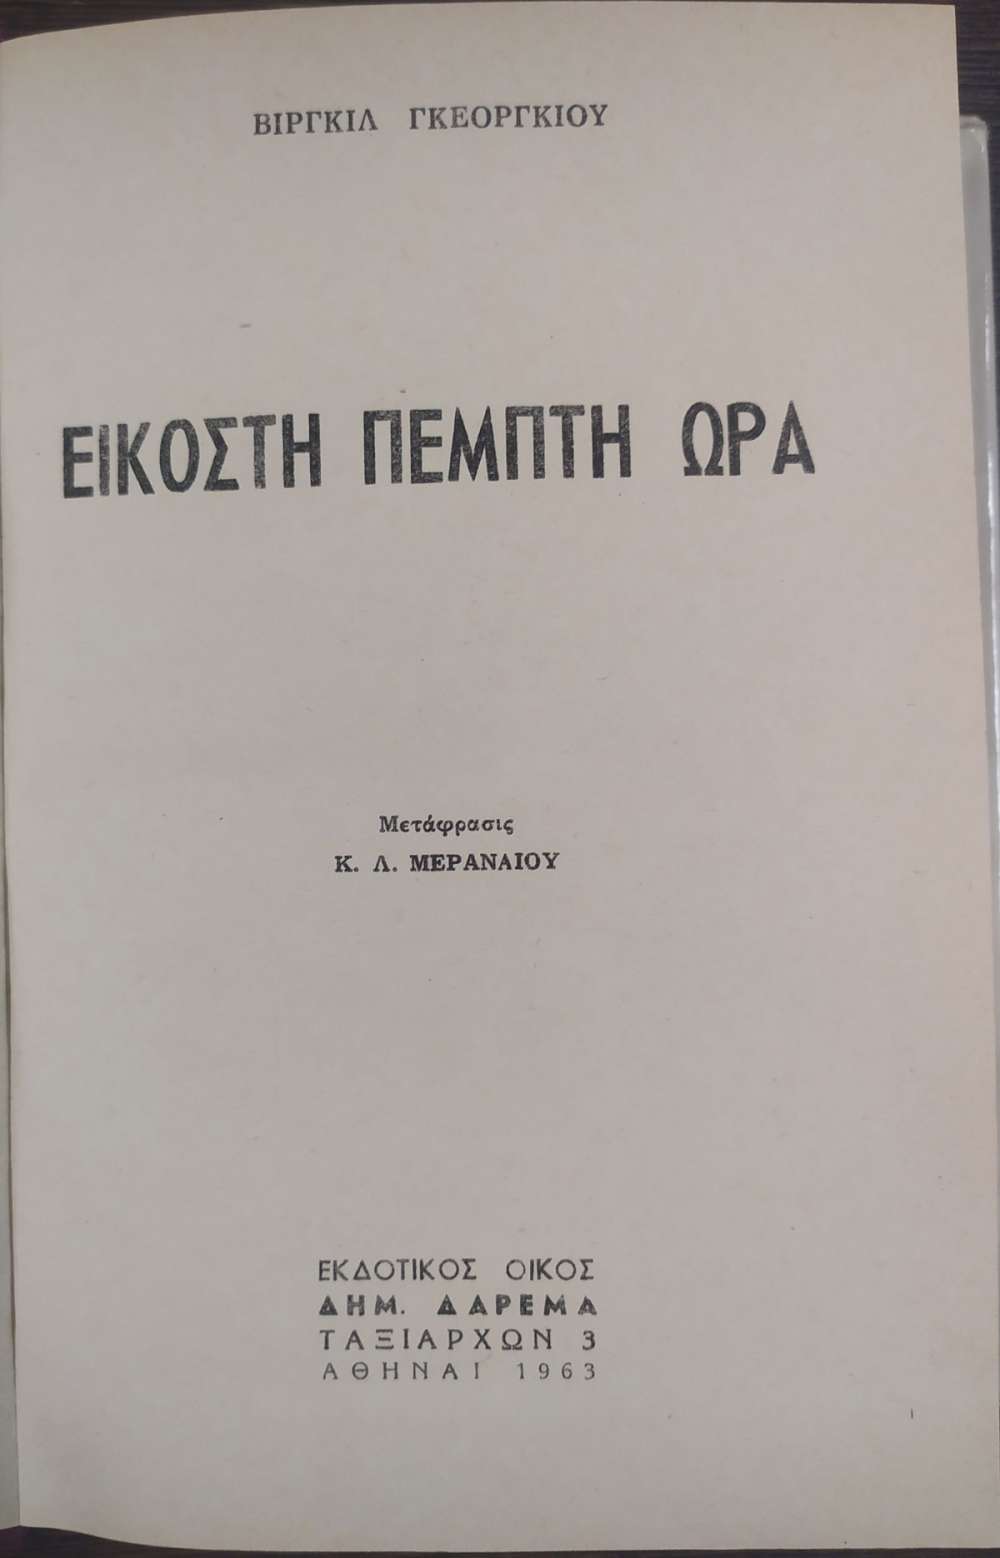 ΒΙΡΓΚΙΛ ΓΚΕΟΡΓΚΙΟΥ
ΕΙΚΟΣΤΗ ΠΕΜΠΤΗ ΩΡΑ
Μετάφρασις
Κ. Λ. ΜΕΡΑΝΑΙΟΥ
ΕΚΔΟΤΙΚΟΣ ΟΙΚΟΣ
ΔΗΜ. ΔΑΡΕΜΑ
ΤΑΞΙΑΡΧΩΝ 3
ΑΘΗΝΑΙ 1963